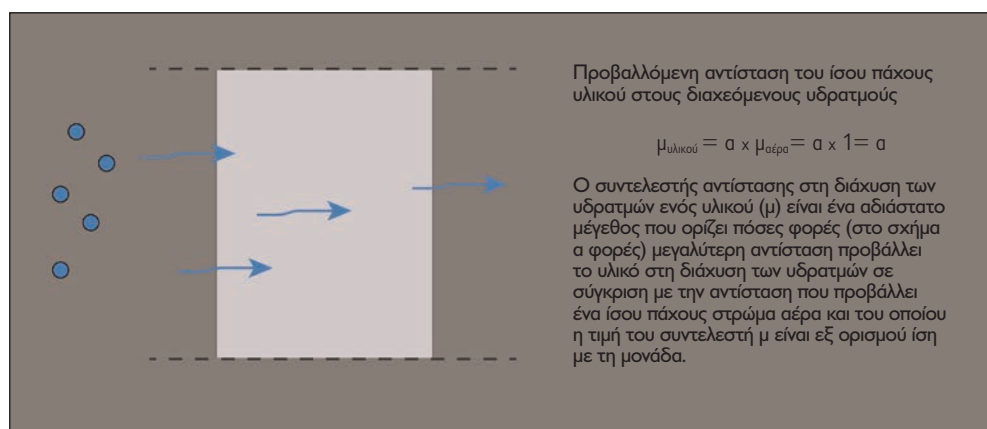 Προβαλλόμενη αντίσταση του ίσου πάχους
υλικού στους διαχεόμενους υδρατμούς
μυλικού = α x μαέρα = α x 1 = α
Ο συντελεστής αντίστασης στη διάχυση των
υδρατμών ενός υλικού (μ) είναι ένα αδιάστατο
μέγεθος που ορίζει πόσες φορές (στο σχήμα
α φορές) μεγαλύτερη αντίσταση προβάλλει
το υλικό στη διάχυση των υδρατμών σε
σύγκριση με την αντίσταση που προβάλλει
ένα ίσου πάχους στρώμα αέρα και του οποίου
η τιμή του συντελεστή μ είναι εξ ορισμού ίση
με τη μονάδα.